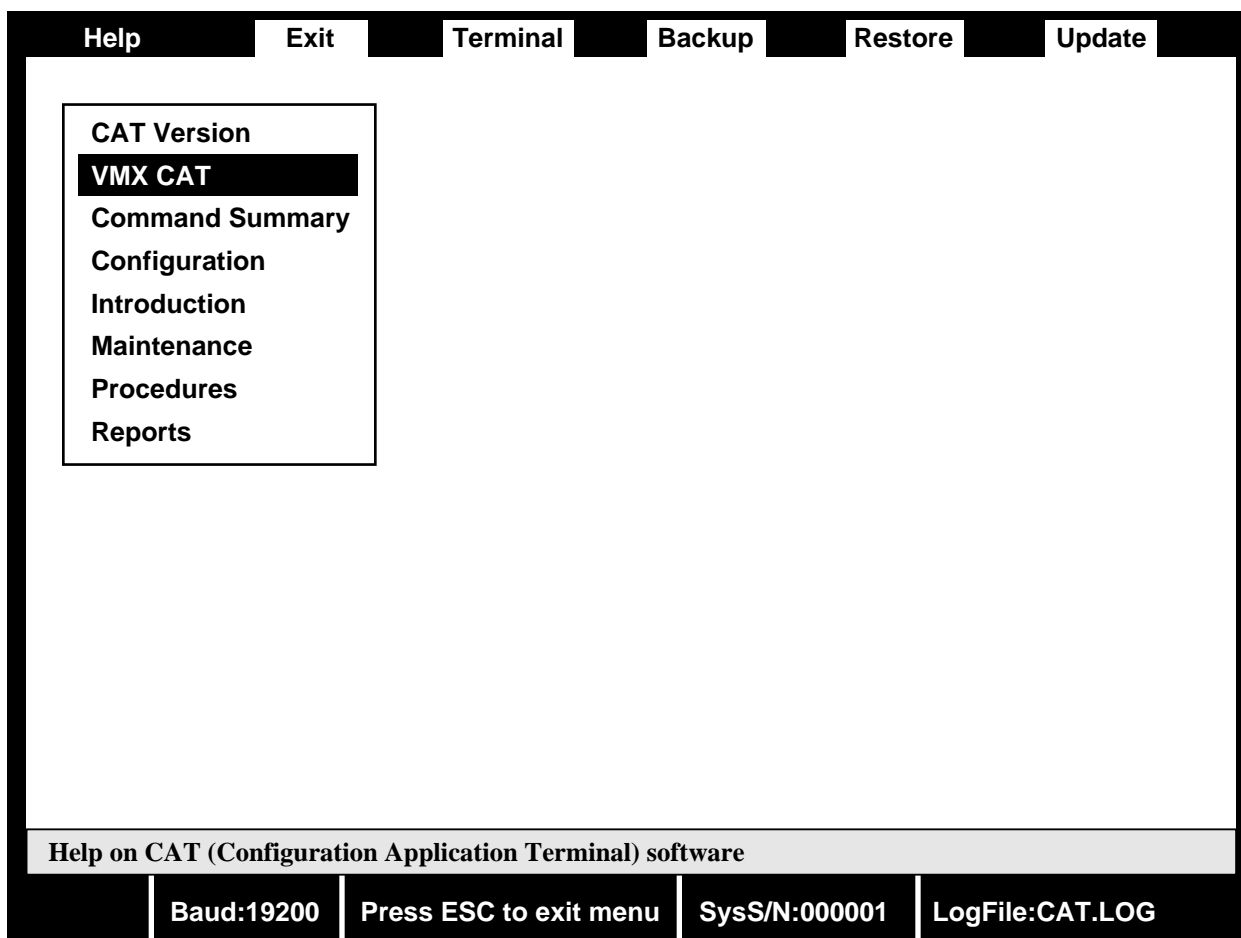 Help Exit Terminal Backup Restore Update
CAT Version
VMX CAT
Command Summary
Configuration
Introduction
Maintenance
Procedures
Reports
Help on CAT (Configuration Application Terminal) software
Baud:19200 Press ESC to exit menu SysS/N:000001 LogFile:CAT.LOG